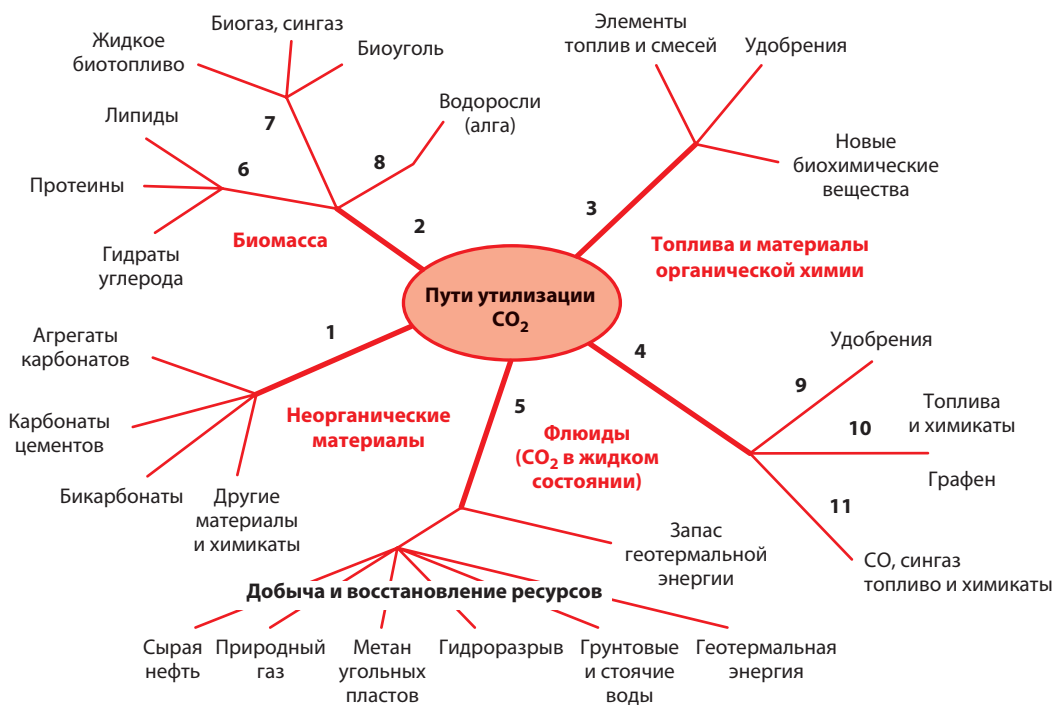 Биогаз, сингаз
Жидкое
биотопливо
Биоуголь
Элементы
топлив и смесей
Удобрения
Липиды
7
Водоросли
(алга)
8
6
Протеины
Новые
биохимические
вещества
3
2
Биомасса
Гидраты
углерода
Топлива и материалы
органической химии
Пути утилизации
CO2
1
4
Агрегаты
карбонатов
Удобрения
9
5
Неорганические
материалы
Флюиды
(CO2 в жидком
состоянии)
Карбонаты
цементов
Топлива
и химикаты
10
Графен
Бикарбонаты
Другие
материалы
и химикаты
11
Запас
геотермальной
энергии
CO, сингаз
топливо и химикаты
Добыча и восстановление ресурсов
Сырая
нефть
Природный
газ
Метан
угольных
пластов
Гидроразрыв
Грунтовые
и стоячие
воды
Геотермальная
энергия